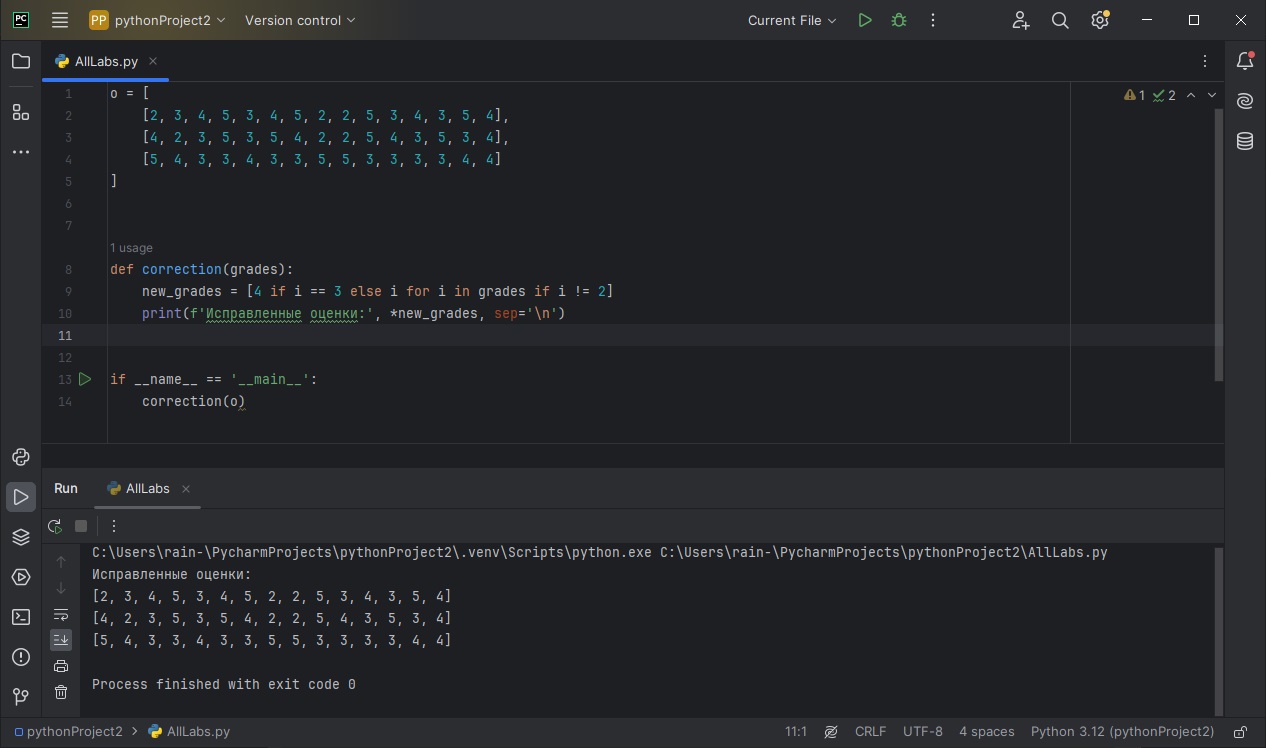 PC PP pythonProject2 Version control Current File
AllLabs.py
1 o = [ 1 2
2 [2, 3, 4, 5, 3, 4, 5, 2, 2, 5, 3, 4, 3, 5, 4],
3 [4, 2, 3, 5, 3, 5, 4, 2, 2, 5, 4, 3, 5, 3, 4],
4 [5, 4, 3, 3, 4, 3, 3, 5, 5, 3, 3, 3, 3, 4, 4]
5 ]
6
7
1 usage
8 def correction(grades):
9 new_grades = [4 if i == 3 else i for i in grades if i != 2]
10 print(f'Исправленные оценки:', *new_grades, sep='\n')
11
12
13 if __name__ == '__main__':
14 correction(o)
Run AllLabs
C:\Users\rain-\PycharmProjects\pythonProject2\.venv\Scripts\python.exe C:\Users\rain-\PycharmProjects\pythonProject2\AllLabs.py
Исправленные оценки:
[2, 3, 4, 5, 3, 4, 5, 2, 2, 5, 3, 4, 3, 5, 4]
[4, 2, 3, 5, 3, 5, 4, 2, 2, 5, 4, 3, 5, 3, 4]
[5, 4, 3, 3, 4, 3, 3, 5, 5, 3, 3, 3, 3, 4, 4]
Process finished with exit code 0
pythonProject2 > AllLabs.py 11:1 CRLF UTF-8 4 spaces Python 3.12 (pythonProject2)